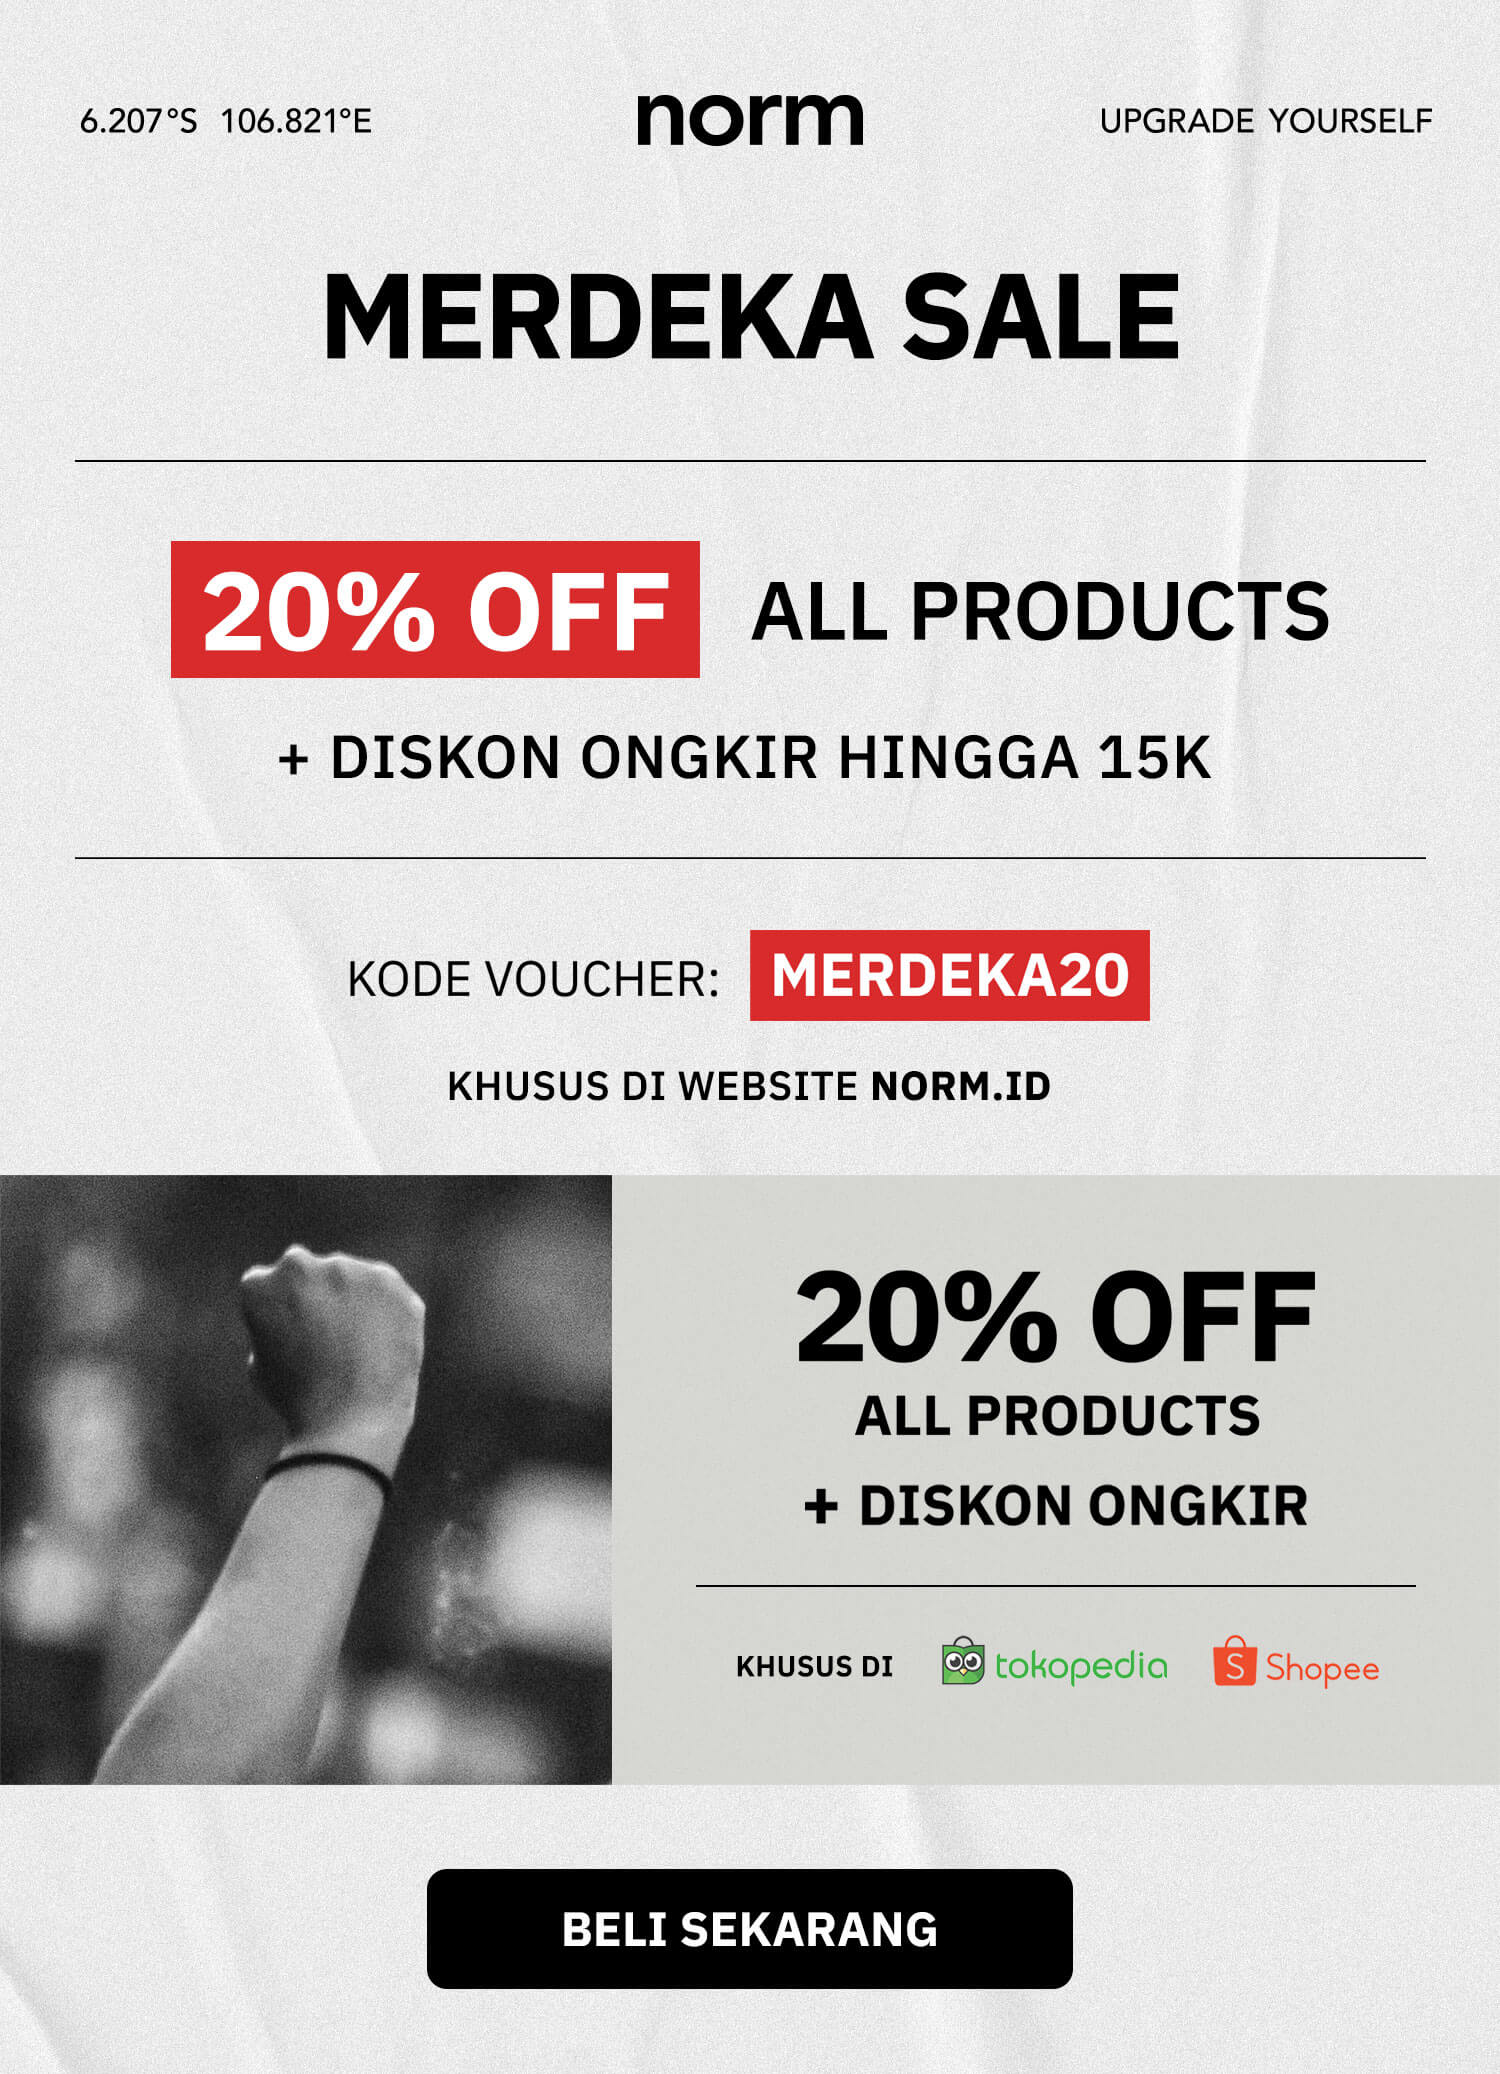 6.207°S 106.821°E
norm
UPGRADE YOURSELF
MERDEKA SALE
20% OFF ALL PRODUCTS
+ DISKON ONGKIR HINGGA 15K
KODE VOUCHER: MERDEKA20
KHUSUS DI WEBSITE NORM.ID
20% OFF
ALL PRODUCTS
+ DISKON ONGKIR
KHUSUS DI tokopedia S Shopee
BELI SEKARANG